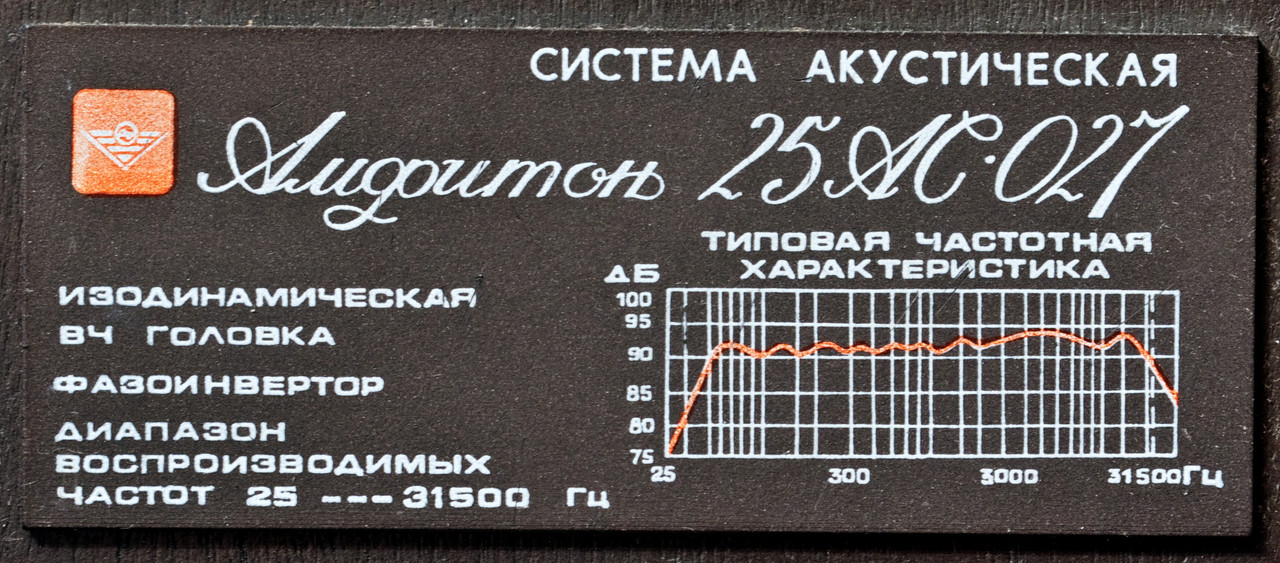 СИСТЕМА АКУСТИЧЕСКАЯ
Амфитон 25АС-027
ТИПОВАЯ ЧАСТОТНАЯ
ХАРАКТЕРИСТИКА
ДБ
100
95
90
85
80
75
25 300 3000 31500ГЦ
ИЗОДИНАМИЧЕСКАЯ
ВЧ ГОЛОВКА
ФАЗОИНВЕРТОР
ДИАПАЗОН
ВОСПРОИЗВОДИМЫХ
ЧАСТОТ 25 --- 31500 ГЦ